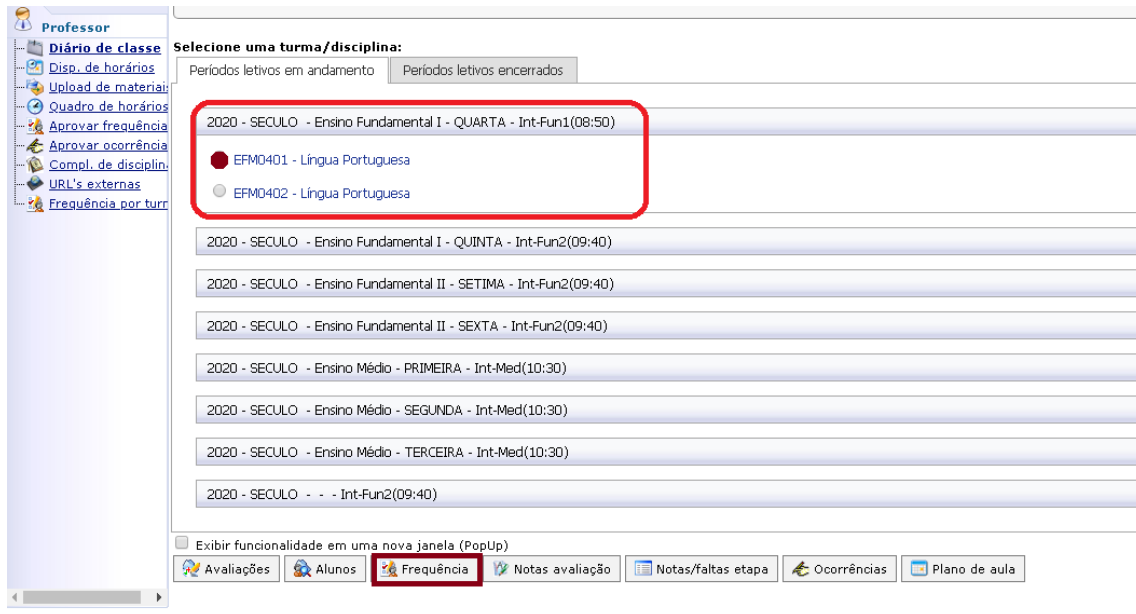 Professor
Diário de classe
Disp. de horários
Upload de materiai
Quadro de horários
Aprovar frequência
Aprovar ocorrência
Compl. de disciplin
URL's externas
Frequência por turr
Selecione uma turma/disciplina:
Períodos letivos em andamento
Períodos letivos encerrados
2020 - SECULO - Ensino Fundamental I - QUARTA - Int-Fun1(08:50)
EFM0401 - Língua Portuguesa
EFM0402 - Língua Portuguesa
2020 - SECULO - Ensino Fundamental I - QUINTA - Int-Fun2(09:40)
2020 - SECULO - Ensino Fundamental II - SETIMA - Int-Fun2(09:40)
2020 - SECULO - Ensino Fundamental II - SEXTA - Int-Fun2(09:40)
2020 - SECULO - Ensino Médio - PRIMEIRA - Int-Med(10:30)
2020 - SECULO - Ensino Médio - SEGUNDA - Int-Med(10:30)
2020 - SECULO - Ensino Médio - TERCEIRA - Int-Med(10:30)
2020 - SECULO - - - Int-Fun2(09:40)
Exibir funcionalidade em uma nova janela (PopUp)
Avaliações
Alunos
Frequência
Notas avaliação
Notas/faltas etapa
Ocorrências
Plano de aula